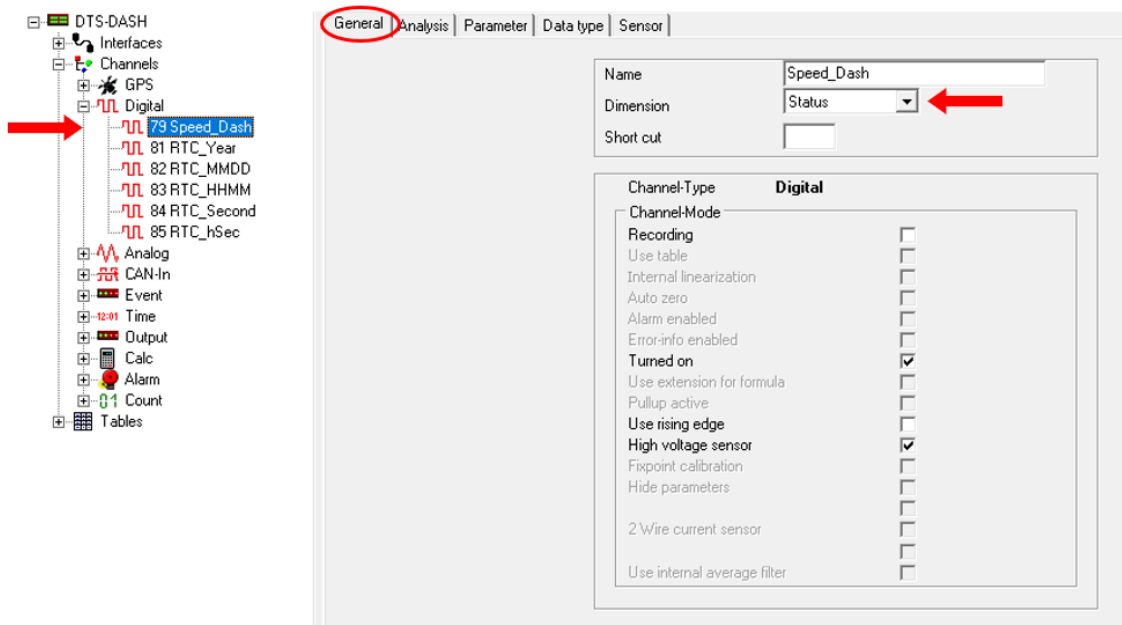 DTS-DASH
Interfaces
Channels
GPS
Digital
79 Speed_Dash
81 RTC_Year
82 RTC_MMDD
83 RTC_HHMM
84 RTC_Second
85 RTC_hSec
Analog
CAN-In
Event
12:01 Time
Output
Calc
Alarm
01 Count
Tables
General Analysis Parameter Data type Sensor
Name Speed_Dash
Dimension Status
Short cut
Channel-Type Digital
Channel-Mode
Recording
Use table
Internal linearization
Auto zero
Alarm enabled
Error-info enabled
Turned on
Use extension for formula
Pullup active
Use rising edge
High voltage sensor
Fixpoint calibration
Hide parameters
2 Wire current sensor
Use internal average filter